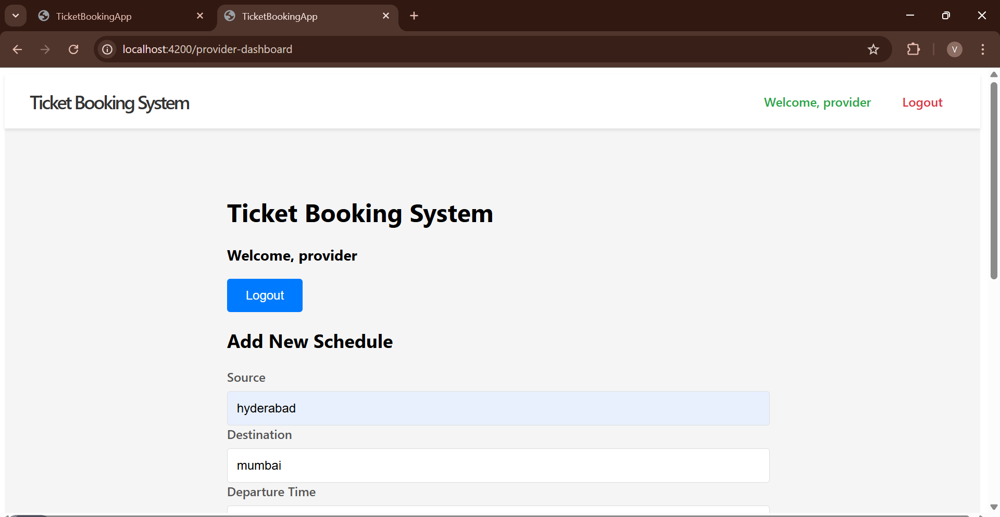 TicketBookingApp
TicketBookingApp
localhost:4200/provider-dashboard
V
Ticket Booking System
Welcome, provider
Logout
Ticket Booking System
Welcome, provider
Logout
Add New Schedule
Source
hyderabad
Destination
mumbai
Departure Time